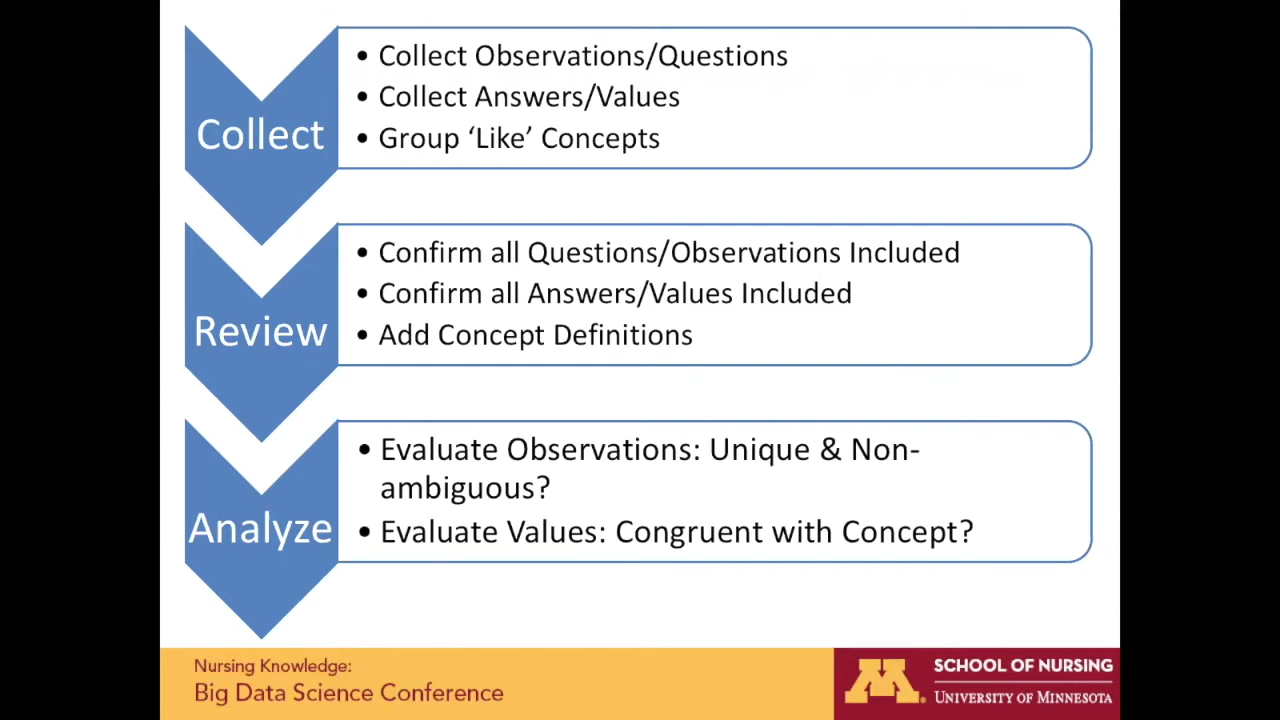 Collect
• Collect Observations/Questions
• Collect Answers/Values
• Group ‘Like’ Concepts
Review
• Confirm all Questions/Observations Included
• Confirm all Answers/Values Included
• Add Concept Definitions
Analyze
• Evaluate Observations: Unique & Non-
ambiguous?
• Evaluate Values: Congruent with Concept?
Nursing Knowledge:
Big Data Science Conference
M
SCHOOL OF NURSING
UNIVERSITY OF MINNESOTA